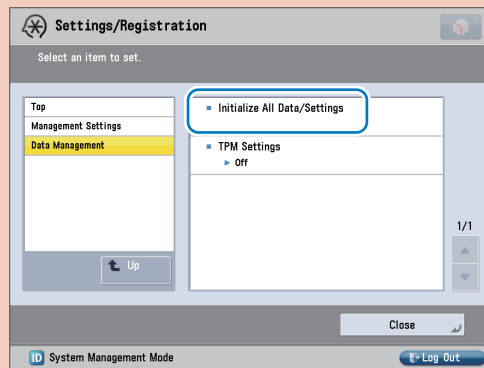 Settings/Registration
Select an item to set.
Top
Management Settings
Data Management
Up
Initialize All Data/Settings
TPM Settings
Off
1/1
Close
ID System Management Mode
Log Out